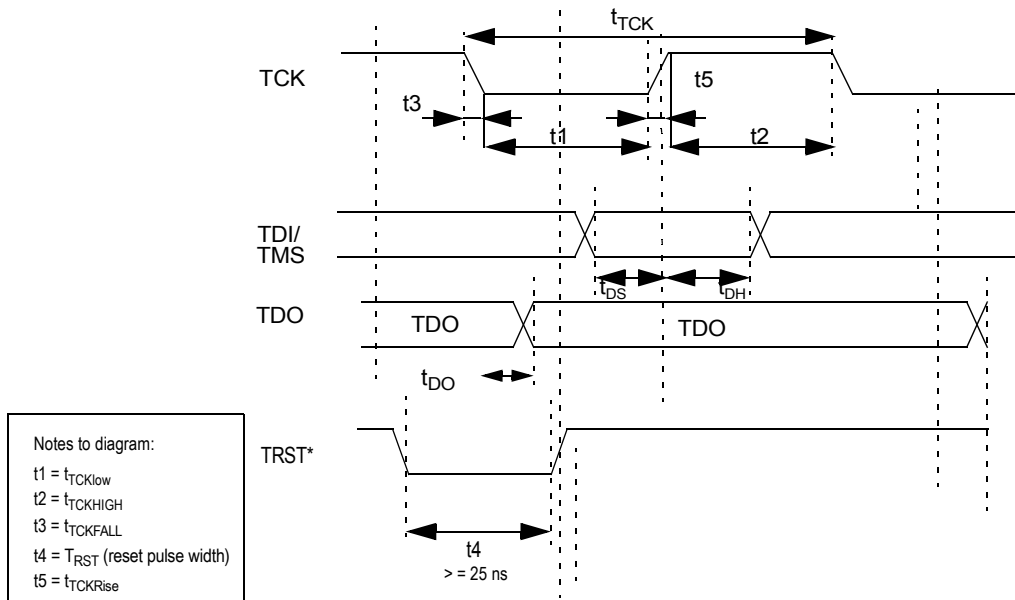 tTCK
TCK
t3
t5
t1
t2
TDI/
TMS
tDS
tDH
TDO
TDO
TDO
tDO
TRST*
t4
> = 25 ns
Notes to diagram:
t1 = tTCKlow
t2 = tTCKHIGH
t3 = tTCKFALL
t4 = TRST (reset pulse width)
t5 = tTCKRise